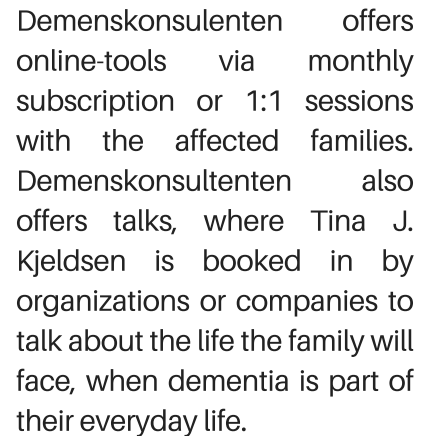 Demenskonsulenten offers
online-tools via monthly
subscription or 1:1 sessions
with the affected families.
Demenskonsultenten also
offers talks, where Tina J.
Kjeldsen is booked in by
organizations or companies to
talk about the life the family will
face, when dementia is part of
their everyday life.